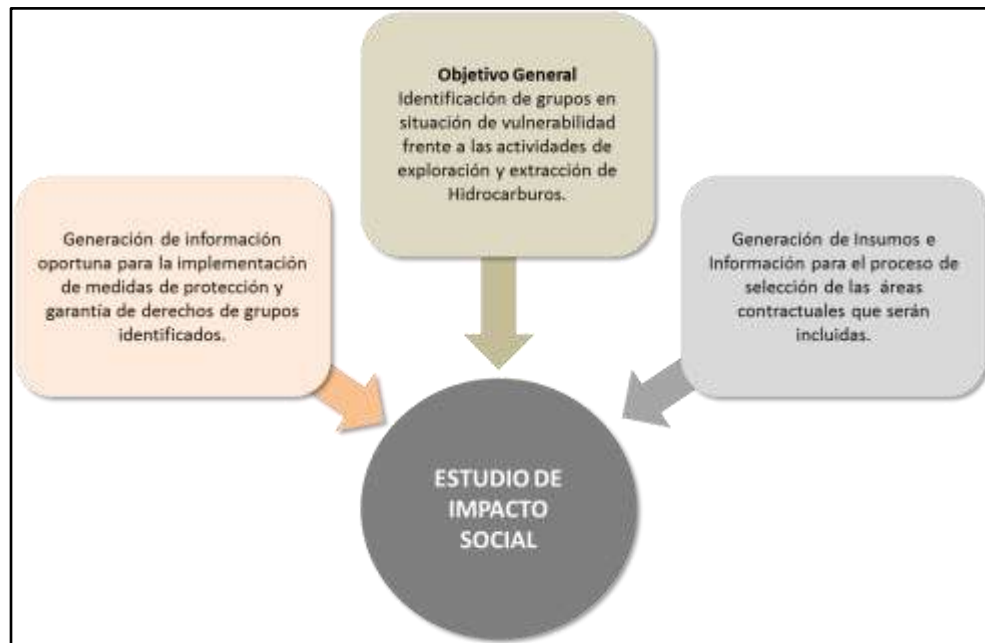 Objetivo General
Identificación de grupos en
situación de vulnerabilidad
frente a las actividades de
exploración y extracción de
Hidrocarburos.
Generación de información
oportuna para la implementación
de medidas de protección y
garantía de derechos de grupos
identificados.
Generación de Insumos e
Información para el proceso de
selección de las áreas
contractuales que serán
incluidas.
ESTUDIO DE
IMPACTO
SOCIAL